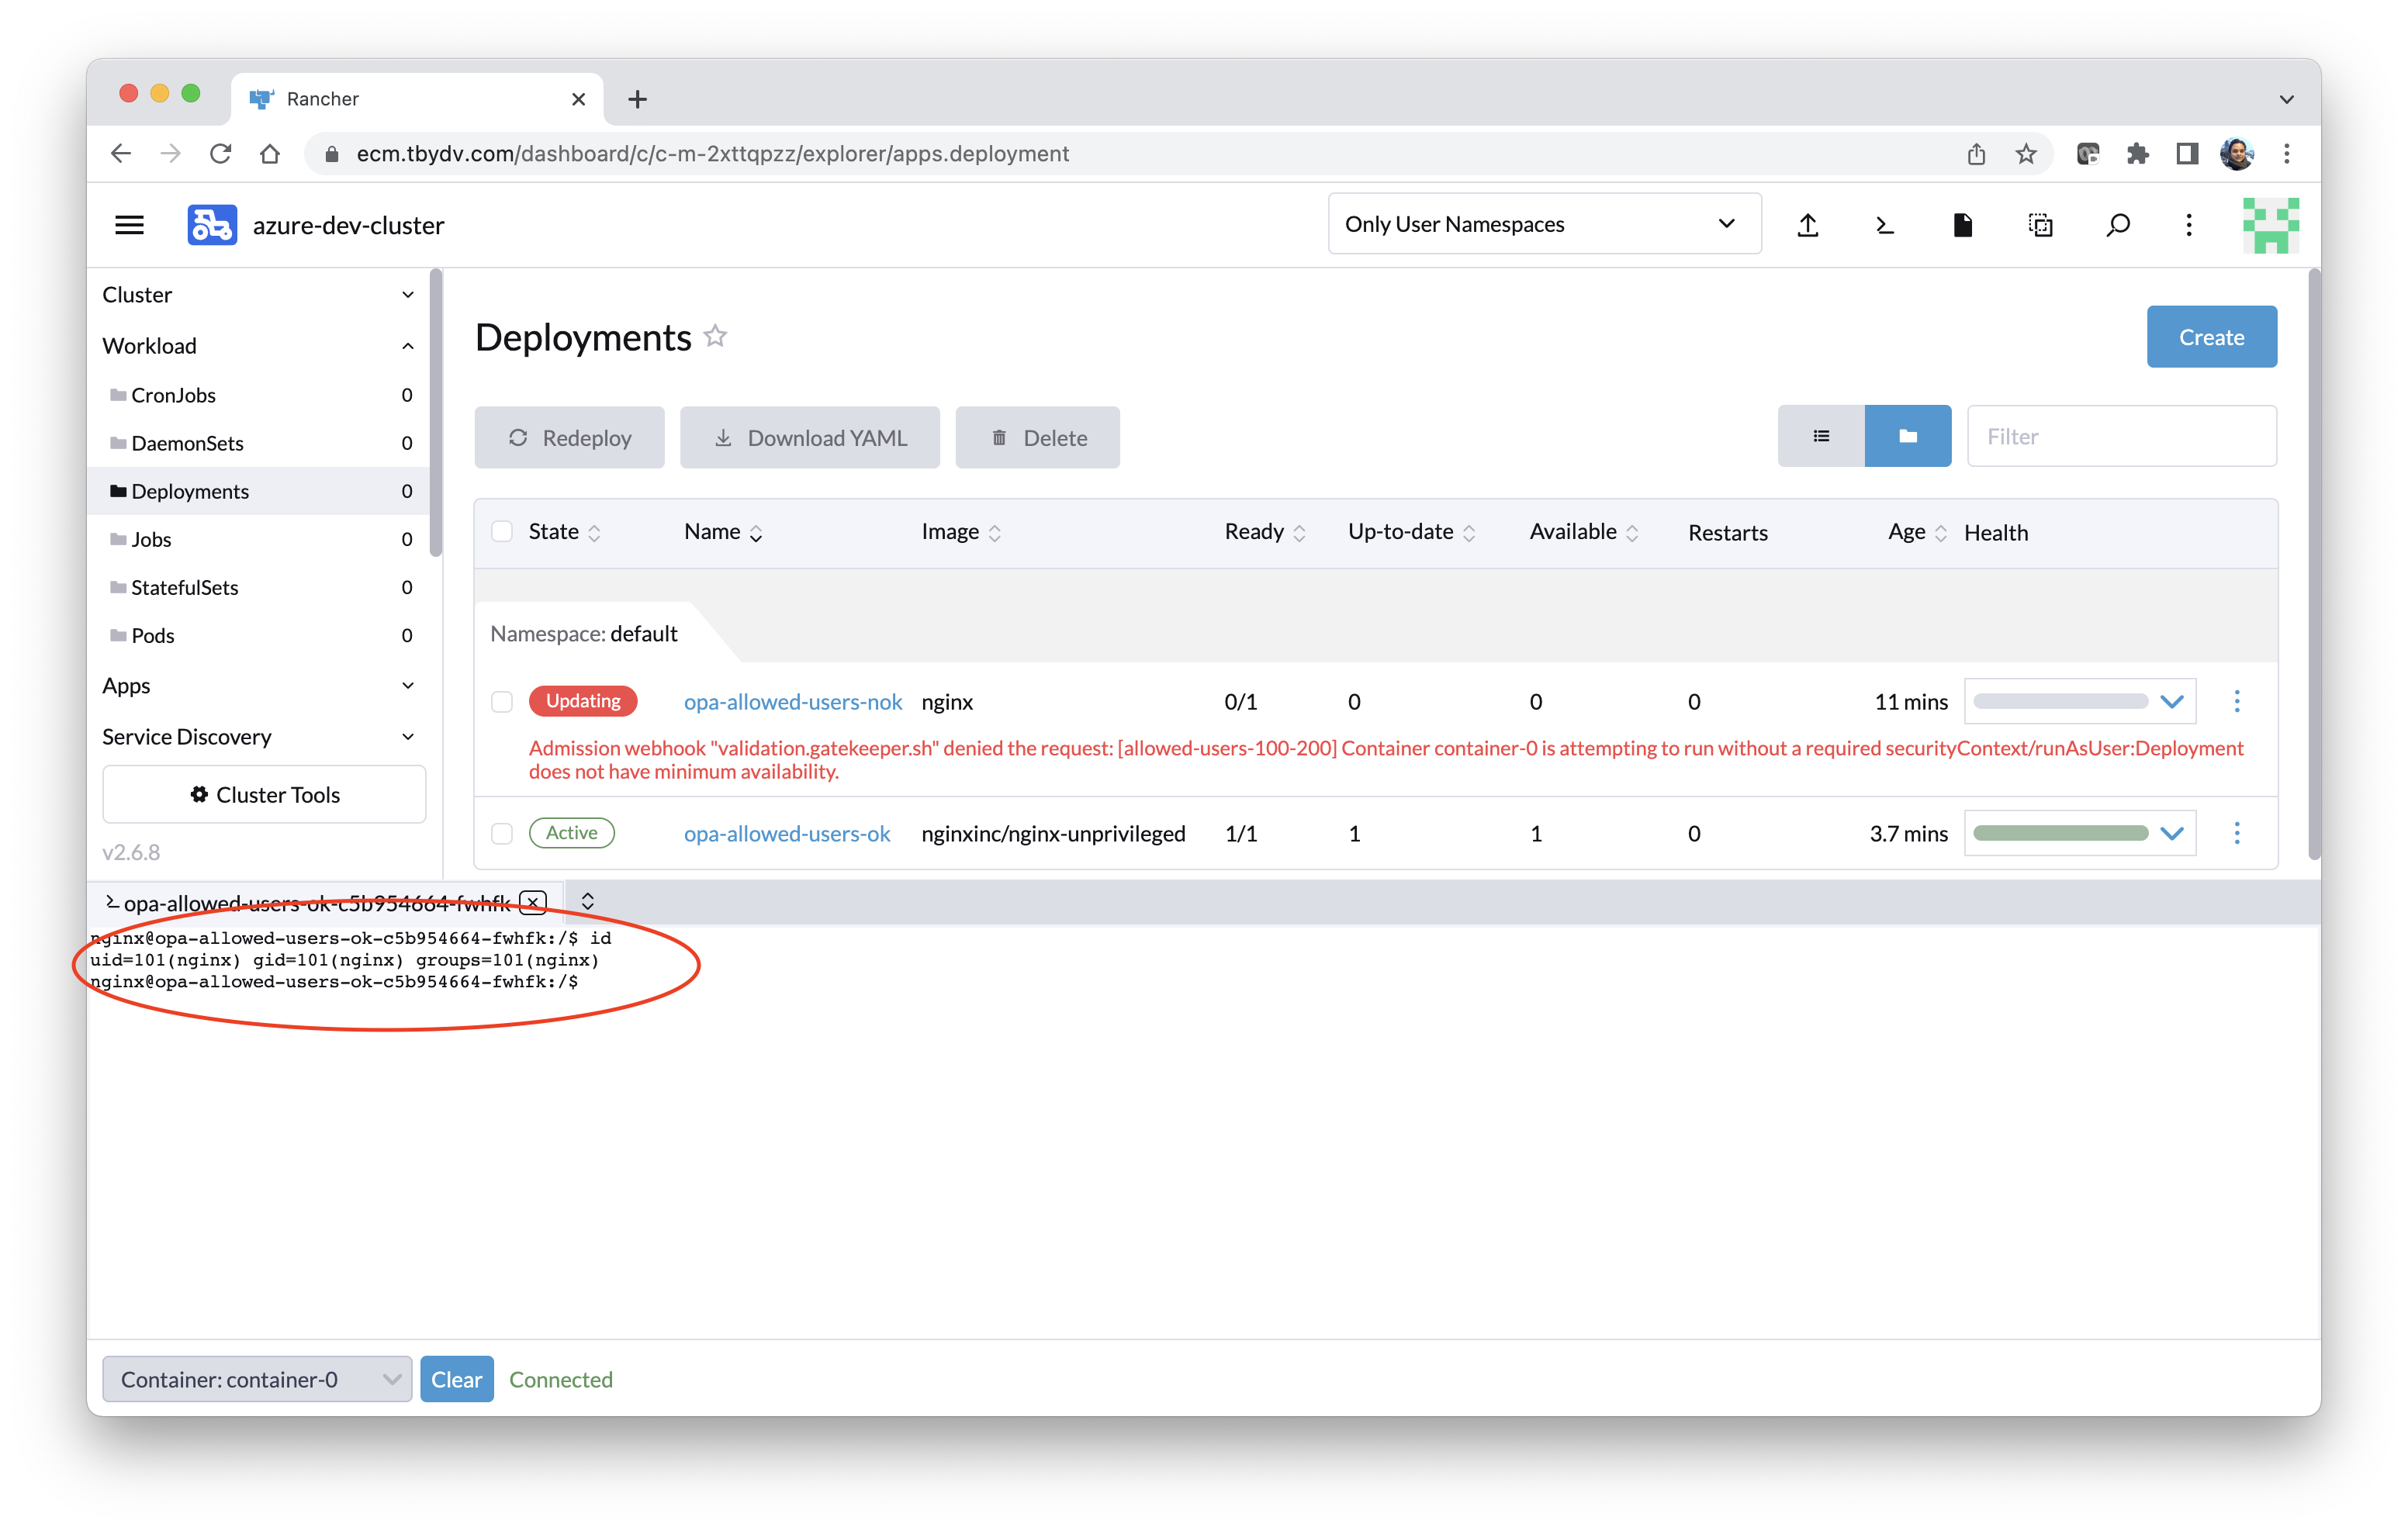 Rancher
ecm.tbydv.com/dashboard/c/c-m-2xttqpzz/explorer/apps.deployment
azure-dev-cluster
Only User Namespaces
Cluster
Workload
CronJobs 0
DaemonSets 0
Deployments 0
Jobs 0
StatefulSets 0
Pods 0
Apps
Service Discovery
Cluster Tools
v2.6.8
Deployments
Create
Redeploy Download YAML Delete
Filter
State Name Image Ready Up-to-date Available Restarts Age Health
Namespace: default
Updating opa-allowed-users-nok nginx 0/1 0 0 0 11 mins
Admission webhook "validation.gatekeeper.sh" denied the request: [allowed-users-100-200] Container container-0 is attempting to run without a required securityContext/runAsUser:Deployment
does not have minimum availability.
Active opa-allowed-users-ok nginxinc/nginx-unprivileged 1/1 1 1 0 3.7 mins
opa-allowed-users-ok-c5b954664-fwhfk
nginx@opa-allowed-users-ok-c5b954664-fwhfk:/$ id
uid=101(nginx) gid=101(nginx) groups=101(nginx)
nginx@opa-allowed-users-ok-c5b954664-fwhfk:/$
Container: container-0 Clear Connected